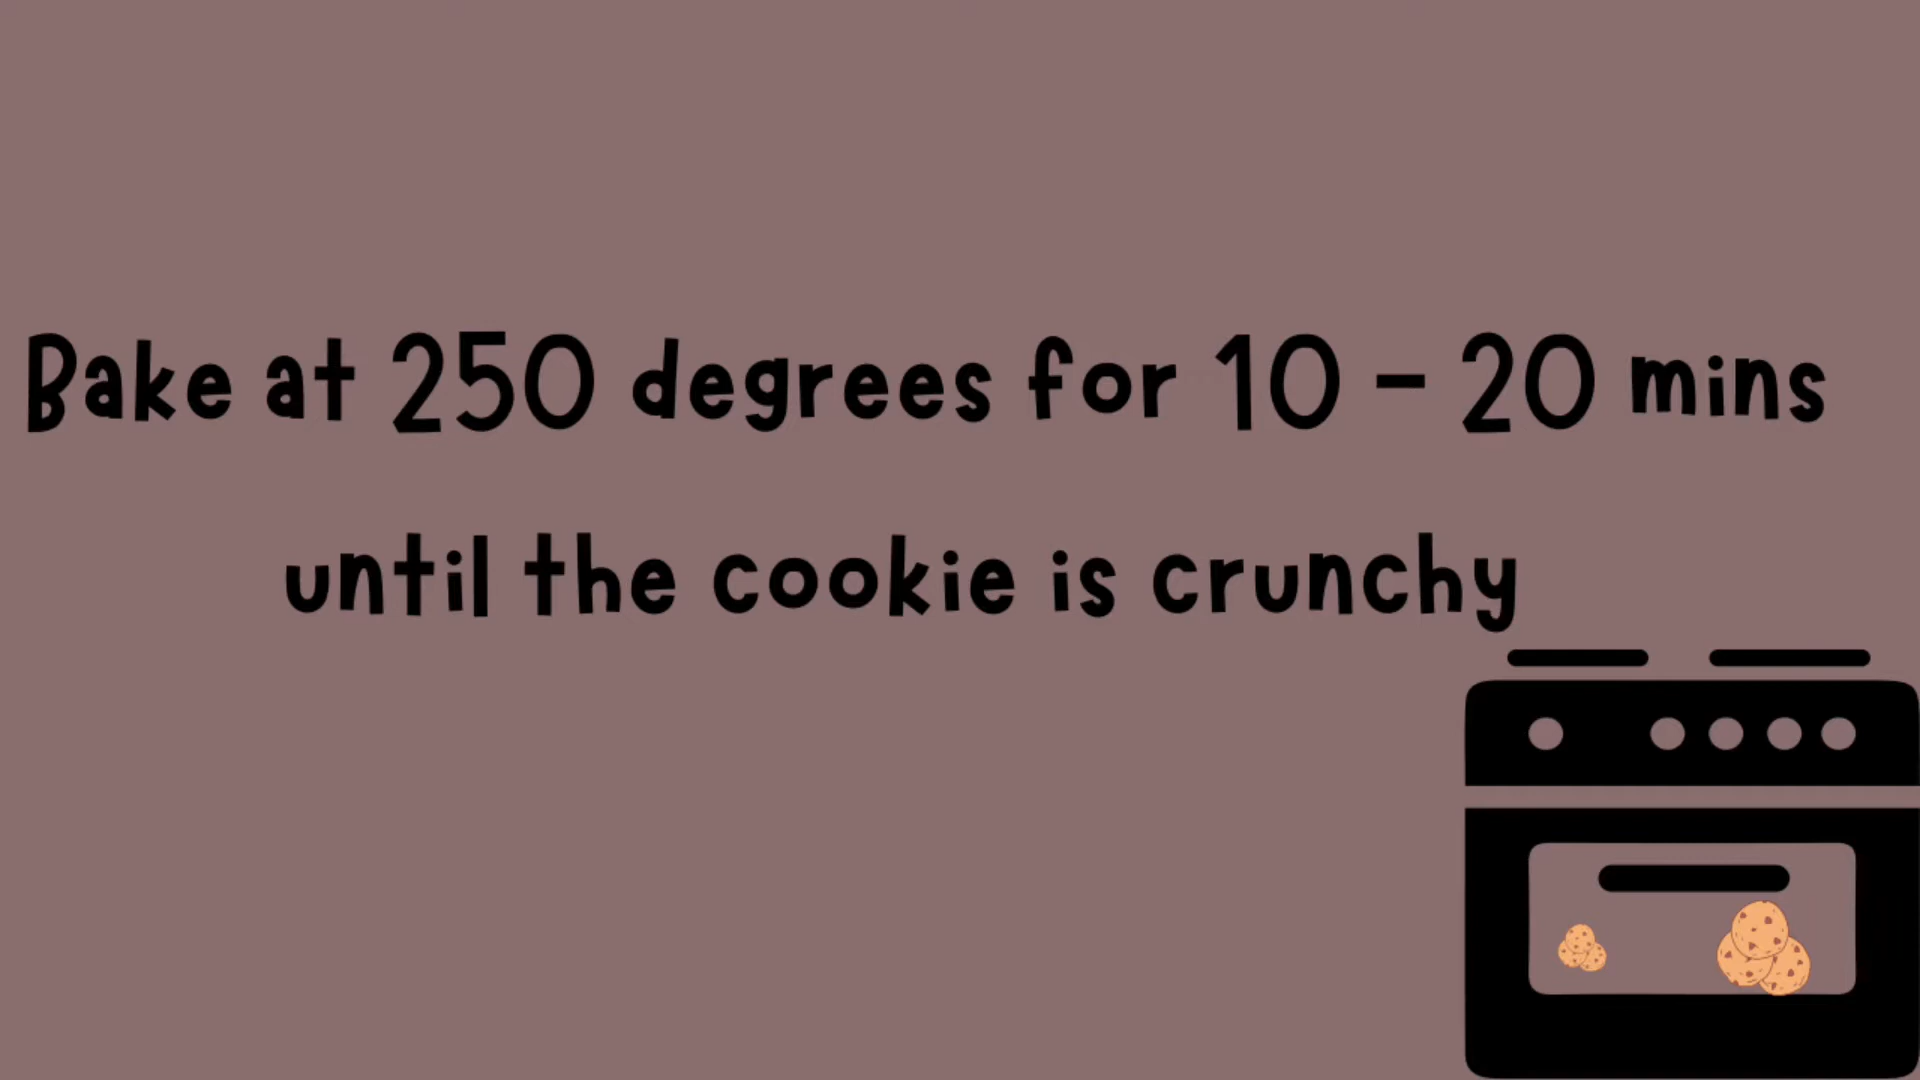 Bake at 250 degrees for 10 - 20 mins
until the cookie is crunchy